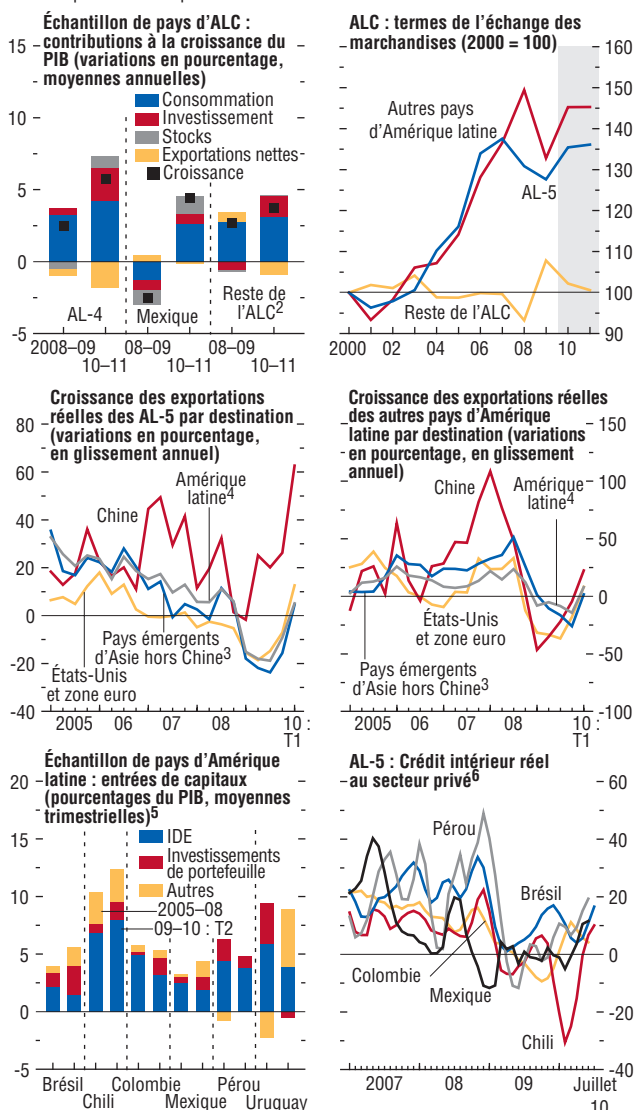 Échantillon de pays d'ALC :
contributions à la croissance du
PIB (variations en pourcentage,
moyennes annuelles)
15
10
5
0
-5
Consommation
Investissement
Stocks
Exportations nettes
Croissance
AL-4
Mexique
Reste de
l'ALC2
2008–09
10–11
08–09
10–11
08–09
10–11
ALC : termes de l'échange des
marchandises (2000 = 100)
160
150
140
130
120
110
100
90
Autres pays
d'Amérique latine
AL-5
Reste de l'ALC
2000 02 04 06 08 10
Croissance des exportations
réelles des AL-5 par destination
(variations en pourcentage,
en glissement annuel)
80
60
40
20
0
-20
-40
Amérique
latine4
Chine
Pays émergents
d'Asie hors Chine3
États-Unis
et zone euro
2005 06 07 08 09 10 :
T1
Croissance des exportations réelles
des autres pays d'Amérique
latine par destination (variations
en pourcentage, en glissement
annuel)
150
100
50
0
-50
-100
Chine
Amérique
latine4
États-Unis
et zone euro
Pays émergents
d'Asie hors Chine3
2005 06 07 08 09 10 :
T1
Échantillon de pays d'Amérique
latine : entrées de capitaux
(pourcentages du PIB, moyennes
trimestrielles)5
20
15
10
5
0
-5
IDE
Investissements
de portefeuille
Autres
2005–08
09–10 : T2
Brésil
Chili
Colombie
Mexique
Pérou
Uruguay
AL-5 : Crédit intérieur réel
au secteur privé6
60
40
20
0
-20
-40
Pérou
Brésil
Colombie
Mexique
Chili
2007 08 09 Juillet
10